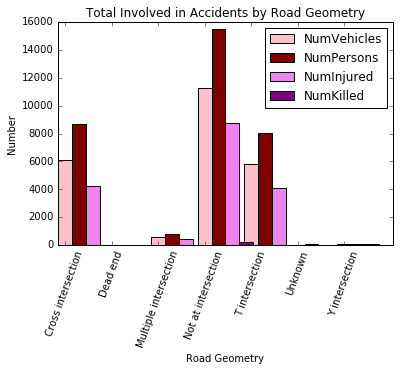 Total Involved in Accidents by Road Geometry
16000
14000
12000
10000
8000
6000
4000
2000
0
Number
NumVehicles
NumPersons
NumInjured
NumKilled
Cross intersection
Dead end
Multiple intersection
Not at intersection
T intersection
Unknown
Y intersection
Road Geometry